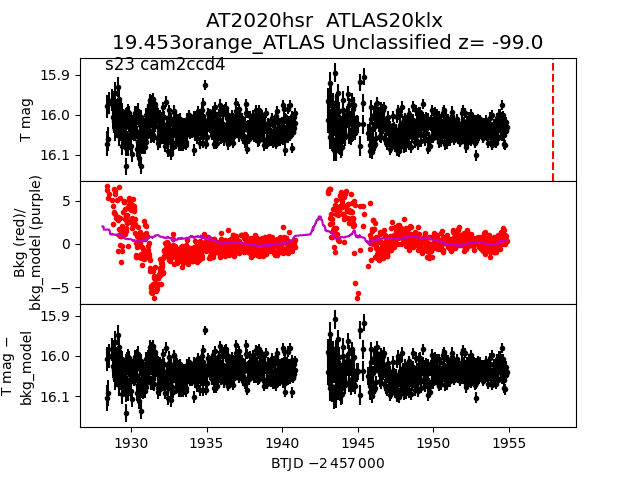 AT2020hsr  ATLAS20klx
19.453orange_ATLAS Unclassified z= -99.0
s23 cam2ccd4
15.9
16.0
16.1
T mag
5
0
−5
Bkg (red)/
bkg_model (purple)
15.9
16.0
16.1
T mag −
bkg_model
1930 1935 1940 1945 1950 1955
BTJD −2 457 000